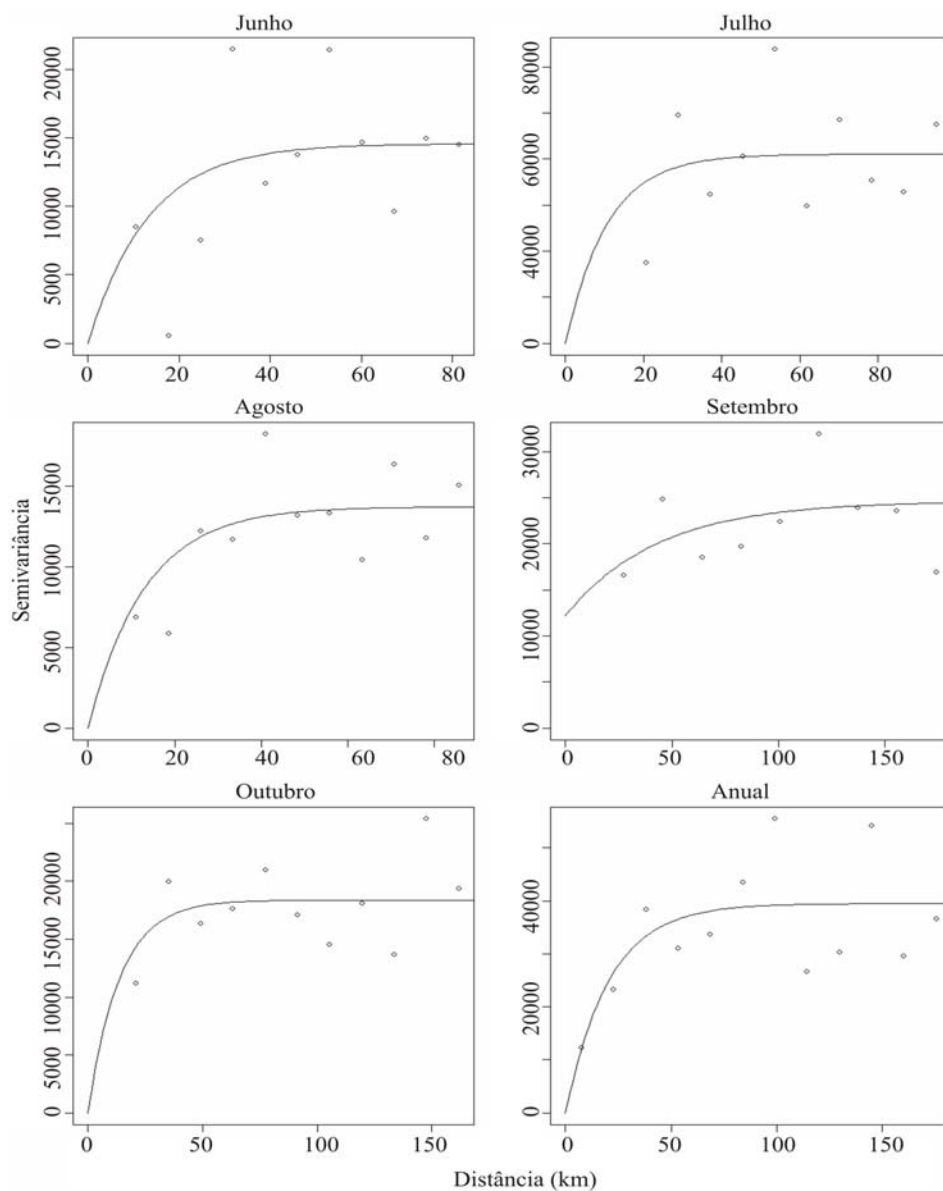 Junho
Julho
0 5000 10000 15000 20000
0 20 40 60 80
0 40000 60000 80000
0 20 40 60 80
Agosto
Setembro
Semivariância
0 5000 10000 15000
0 20 40 60 80
0 10000 20000 30000
0 50 100 150
Outubro
Anual
0 5000 10000 15000 20000
0 50 100 150
0 20000 40000
0 50 100 150
Distância (km)